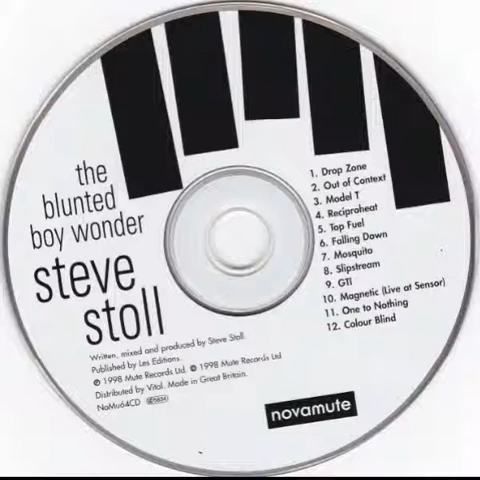 the
blunted
boy wonder
steve
stoll
1. Drop Zone
2. Out of Context
3. Model T
4. Reciproheat
5. Top Fuel
6. Falling Down
7. Mosquito
8. Slipstream
9. GTI
10. Magnetic (Live at Sensor)
11. One to Nothing
12. Colour Blind
Written, mixed and produced by Steve Stoll.
Published by Les Editions.
℗ 1998 Mute Records Ltd. © 1998 Mute Records Ltd
Distributed by Vital. Made in Great Britain.
NoMu64CD
novamute